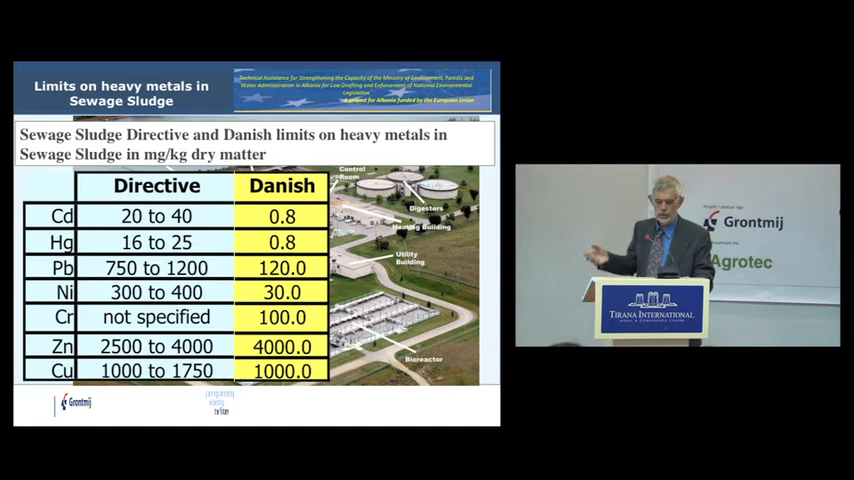 Limits on heavy metals in
Sewage Sludge
Technical Assistance for Strengthening the Capacity of the Ministry of Environment, Forests and
Water Administration in Albania for Law Drafting and Enforcement of National Environmental
Legislation
A project for Albania funded by the European Union
Sewage Sludge Directive and Danish limits on heavy metals in
Sewage Sludge in mg/kg dry matter
Directive Danish
Cd 20 to 40 0.8
Hg 16 to 25 0.8
Pb 750 to 1200 120.0
Ni 300 to 400 30.0
Cr not specified 100.0
Zn 2500 to 4000 4000.0
Cu 1000 to 1750 1000.0
Control
Room
Digesters
Heating Building
Utility
Building
Bioreactor
Grontmij
the future
Grontmij
Agrotec
TIRANA INTERNATIONAL
HOTEL & CONFERENCE CENTRE